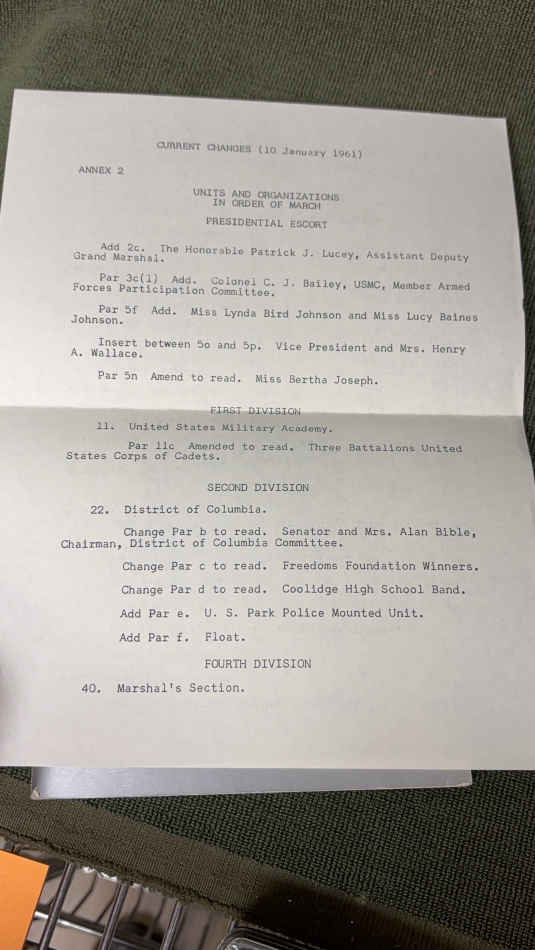 CURRENT CHANGES (10 January 1961)
ANNEX 2
UNITS AND ORGANIZATIONS
IN ORDER OF MARCH
PRESIDENTIAL ESCORT
Add 2c. The Honorable Patrick J. Lucey, Assistant Deputy
Grand Marshal.
Par 3c(1) Add. Colonel C. J. Bailey, USMC, Member Armed
Forces Participation Committee.
Par 5f Add. Miss Lynda Bird Johnson and Miss Lucy Baines
Johnson.
Insert between 5o and 5p. Vice President and Mrs. Henry
A. Wallace.
Par 5n Amend to read. Miss Bertha Joseph.
FIRST DIVISION
11. United States Military Academy.
Par 11c Amended to read. Three Battalions United
States Corps of Cadets.
SECOND DIVISION
22. District of Columbia.
Change Par b to read. Senator and Mrs. Alan Bible,
Chairman, District of Columbia Committee.
Change Par c to read. Freedoms Foundation Winners.
Change Par d to read. Coolidge High School Band.
Add Par e. U. S. Park Police Mounted Unit.
Add Par f. Float.
FOURTH DIVISION
40. Marshal's Section.